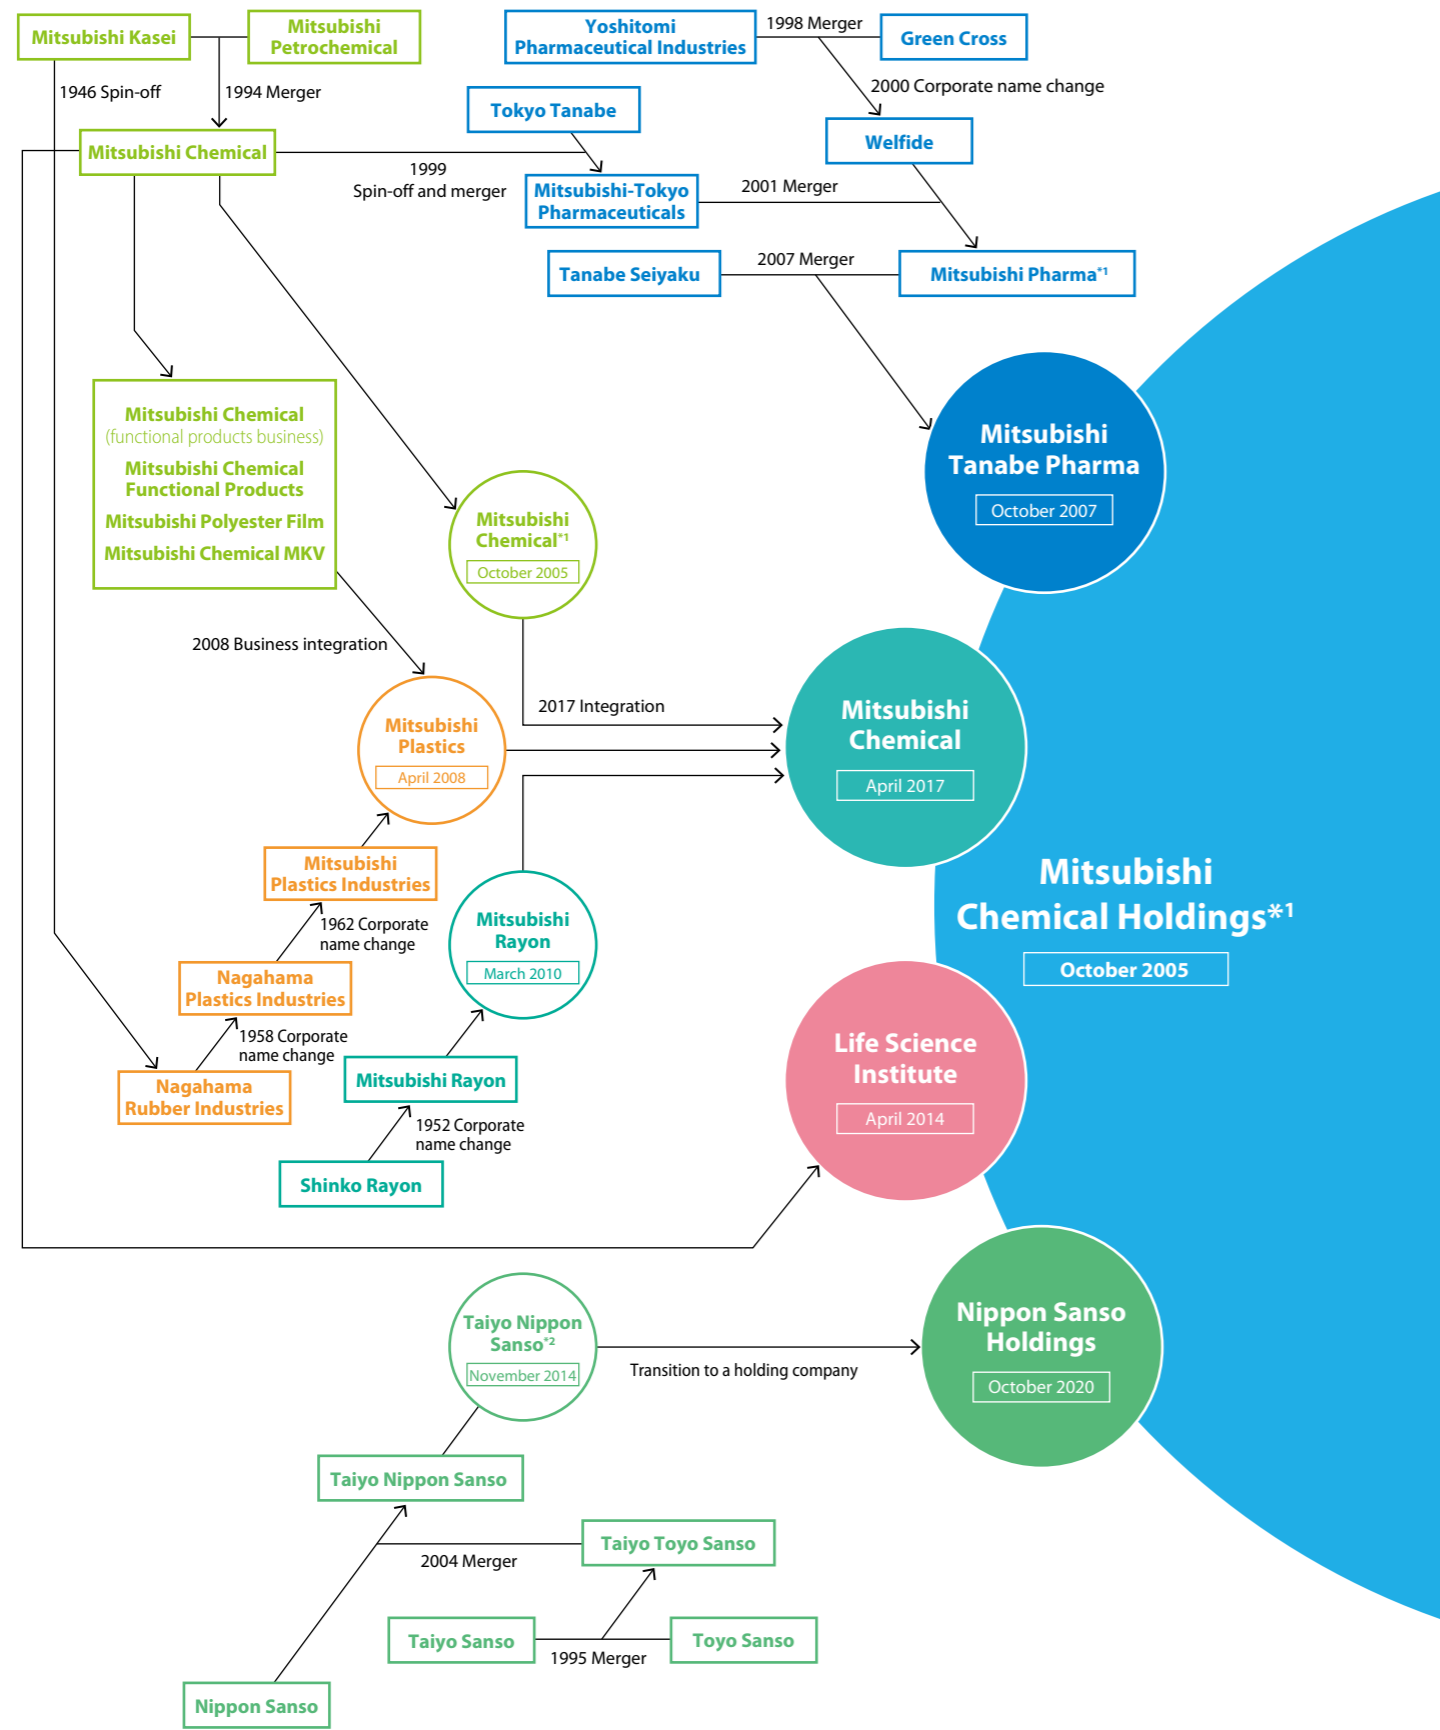 Mitsubishi Kasei
Mitsubishi
Petrochemical
1946 Spin-off
1994 Merger
Mitsubishi Chemical
Yoshitomi
Pharmaceutical Industries
1998 Merger
Green Cross
2000 Corporate name change
Tokyo Tanabe
Welfide
1999
Spin-off and merger
Mitsubishi-Tokyo
Pharmaceuticals
2001 Merger
Tanabe Seiyaku
2007 Merger
Mitsubishi Pharma*1
Mitsubishi
Tanabe Pharma
October 2007
Mitsubishi Chemical
(functional products business)
Mitsubishi Chemical
Functional Products
Mitsubishi Polyester Film
Mitsubishi Chemical MKV
Mitsubishi
Chemical*1
October 2005
2008 Business integration
2017 Integration
Mitsubishi
Plastics
April 2008
Mitsubishi
Chemical
April 2017
Mitsubishi
Plastics Industries
1962 Corporate
name change
Mitsubishi
Rayon
March 2010
Mitsubishi
Chemical Holdings*1
October 2005
Nagahama
Plastics Industries
1958 Corporate
name change
Nagahama
Rubber Industries
Mitsubishi Rayon
1952 Corporate
name change
Shinko Rayon
Life Science
Institute
April 2014
Taiyo Nippon
Sanso*2
November 2014
Transition to a holding company
Nippon Sanso
Holdings
October 2020
Taiyo Nippon Sanso
2004 Merger
Taiyo Toyo Sanso
Taiyo Sanso
1995 Merger
Toyo Sanso
Nippon Sanso